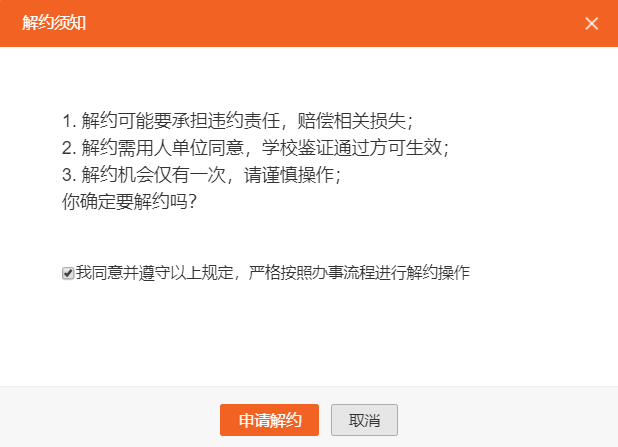 解约须知
1. 解约可能要承担违约责任，赔偿相关损失；
2. 解约需用人单位同意，学校鉴证通过方可生效；
3. 解约机会仅有一次，请谨慎操作；
你确定要解约吗？
我同意并遵守以上规定，严格按照办事流程进行解约操作
申请解约 取消